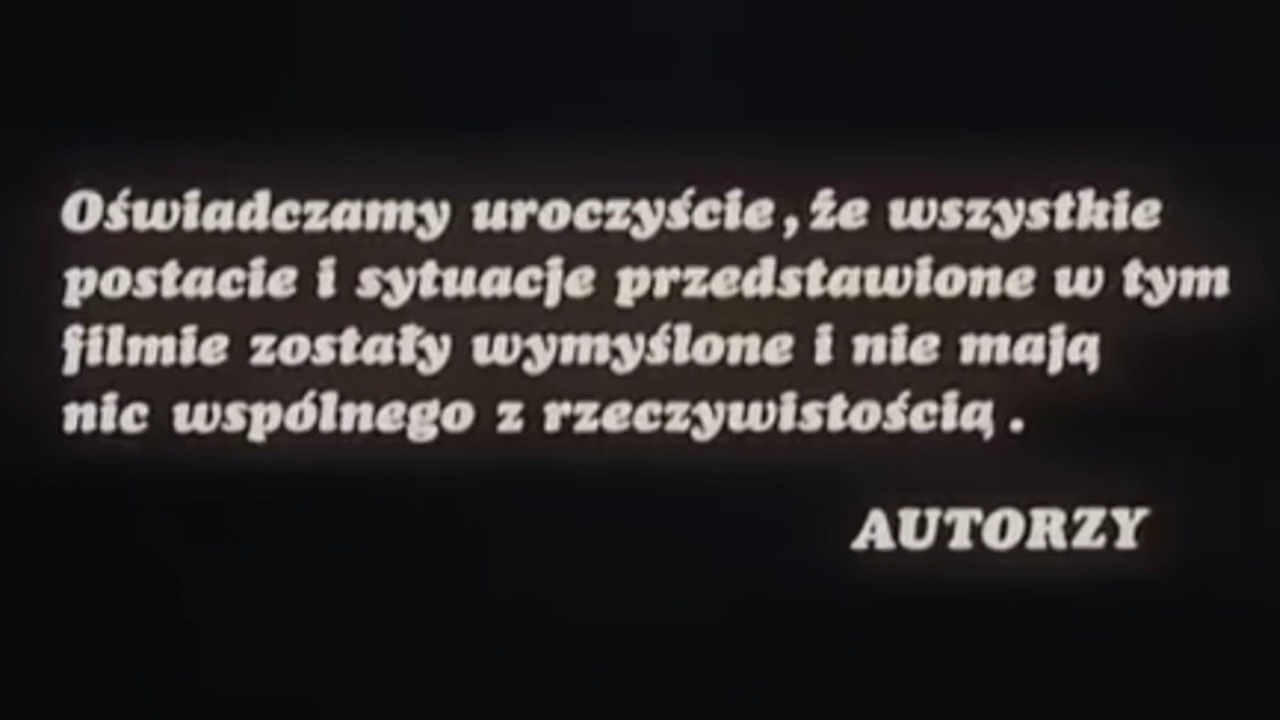 Oświadczamy uroczyście, że wszystkie
postacie i sytuacje przedstawione w tym
filmie zostały wymyślone i nie mają
nic wspólnego z rzeczywistością.
AUTORZY